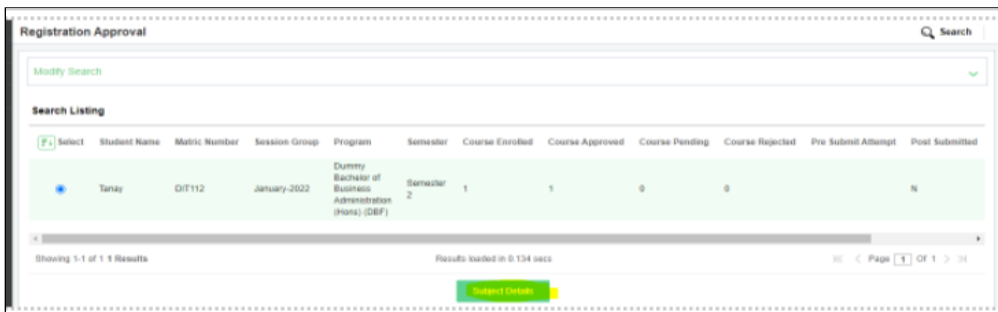 Registration Approval
Search
Modify Search
Search Listing
Select Student Name Matric Number Session Group Program Semester Course Enrolled Course Approved Course Pending Course Rejected Pre Submit Attempt Post Submitted
Tanay DIT112 January-2022 Dummy Bachelor of Business Administration (Hons) (DBF) Semester 2 1 1 0 0 N
Showing 1-1 of 1 1 Results Results loaded in 0.134 secs Page 1 Of 1
Subject Details